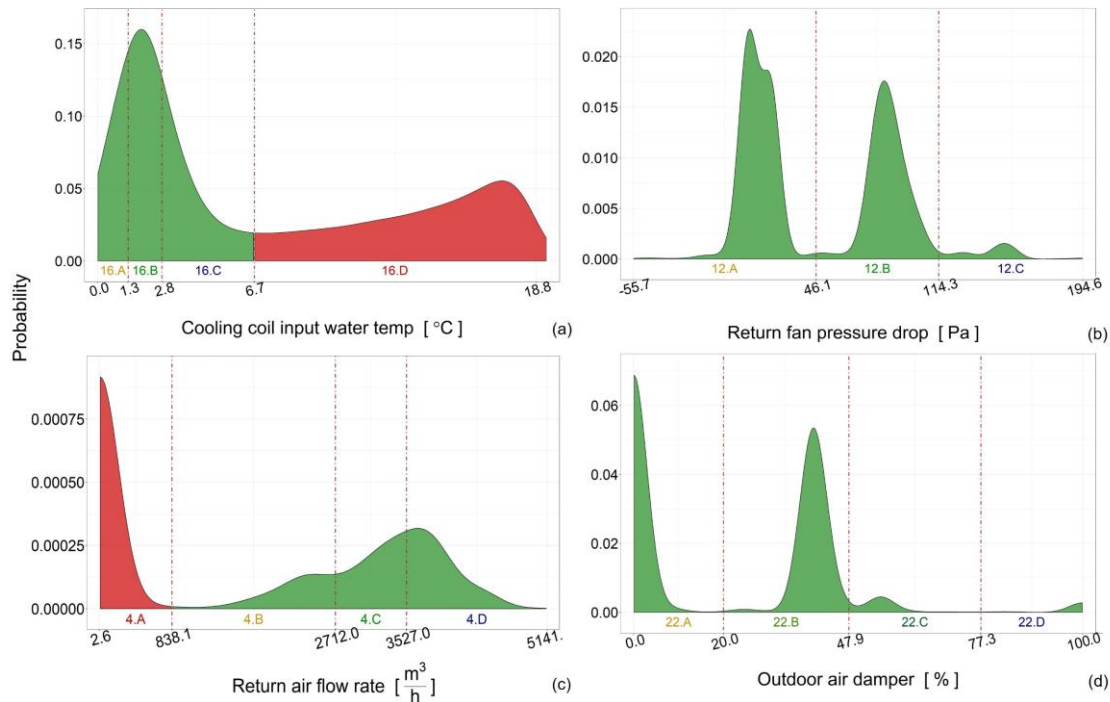 Probability
0.15
0.10
0.05
0.00
16.A 16.B 16.C 16.D
0.0 1.3 2.8 6.7 18.8
Cooling coil input water temp [ °C ] (a)
0.020
0.015
0.010
0.005
0.000
12.A 12.B 12.C
-55.7 46.1 114.3 194.6
Return fan pressure drop [ Pa ] (b)
0.00075
0.00050
0.00025
0.00000
4.A 4.B 4.C 4.D
2.6 838.1 2712.0 3527.0 5141.
Return air flow rate [ m³/h ] (c)
0.06
0.04
0.02
0.00
22.A 22.B 22.C 22.D
0.0 20.0 47.9 77.3 100.0
Outdoor air damper [ % ] (d)